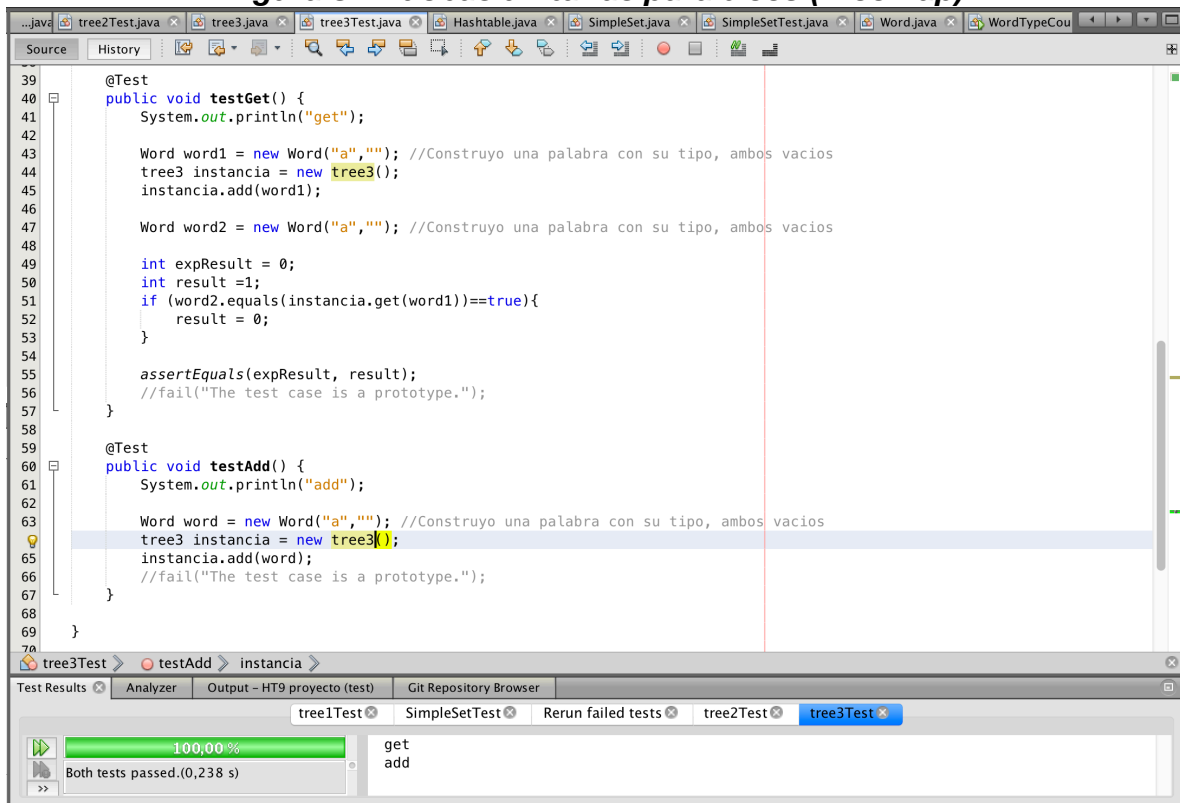 ...java tree2Test.java tree3.java tree3Test.java Hashtable.java SimpleSet.java SimpleSetTest.java Word.java WordTypeCou
Source History
39 @Test
40 public void testGet() {
41 System.out.println("get");
42
43 Word word1 = new Word("a",""); //Construyo una palabra con su tipo, ambos vacios
44 tree3 instancia = new tree3();
45 instancia.add(word1);
46
47 Word word2 = new Word("a",""); //Construyo una palabra con su tipo, ambos vacios
48
49 int expResult = 0;
50 int result =1;
51 if (word2.equals(instancia.get(word1))==true){
52 result = 0;
53 }
54
55 assertEquals(expResult, result);
56 //fail("The test case is a prototype.");
57 }
58
59 @Test
60 public void testAdd() {
61 System.out.println("add");
62
63 Word word = new Word("a",""); //Construyo una palabra con su tipo, ambos vacios
tree3 instancia = new tree3();
65 instancia.add(word);
66 //fail("The test case is a prototype.");
67 }
68
69 }
70
tree3Test testAdd instancia
Test Results Analyzer Output – HT9 proyecto (test) Git Repository Browser
tree1Test SimpleSetTest Rerun failed tests tree2Test tree3Test
100,00 %
Both tests passed.(0,238 s)
get
add